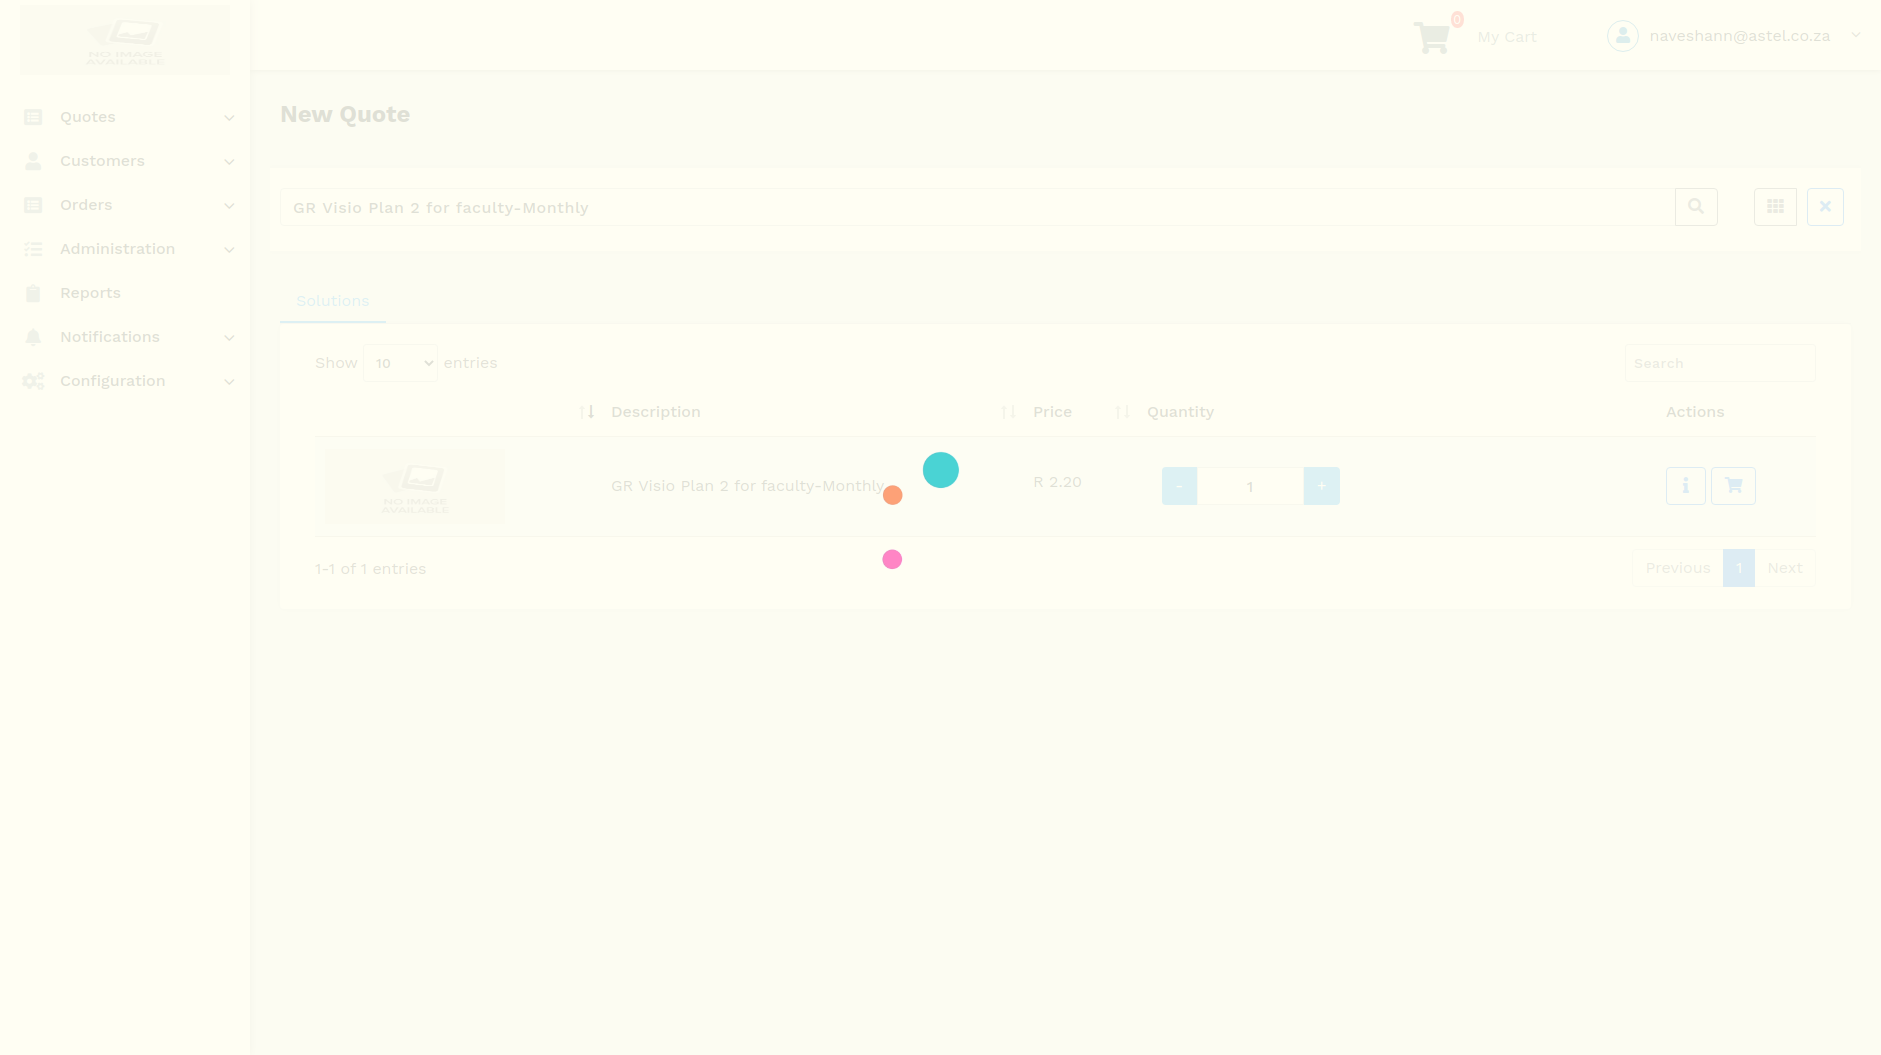 NO IMAGE
AVAILABLE
0
My Cart
naveshann@astel.co.za
Quotes
Customers
Orders
Administration
Reports
Notifications
Configuration
New Quote
GR Visio Plan 2 for faculty-Monthly
Solutions
Show 10 entries
Search
Description Price Quantity Actions
NO IMAGE
AVAILABLE
GR Visio Plan 2 for faculty-Monthly R 2.20 - 1 +
1-1 of 1 entries
Previous 1 Next